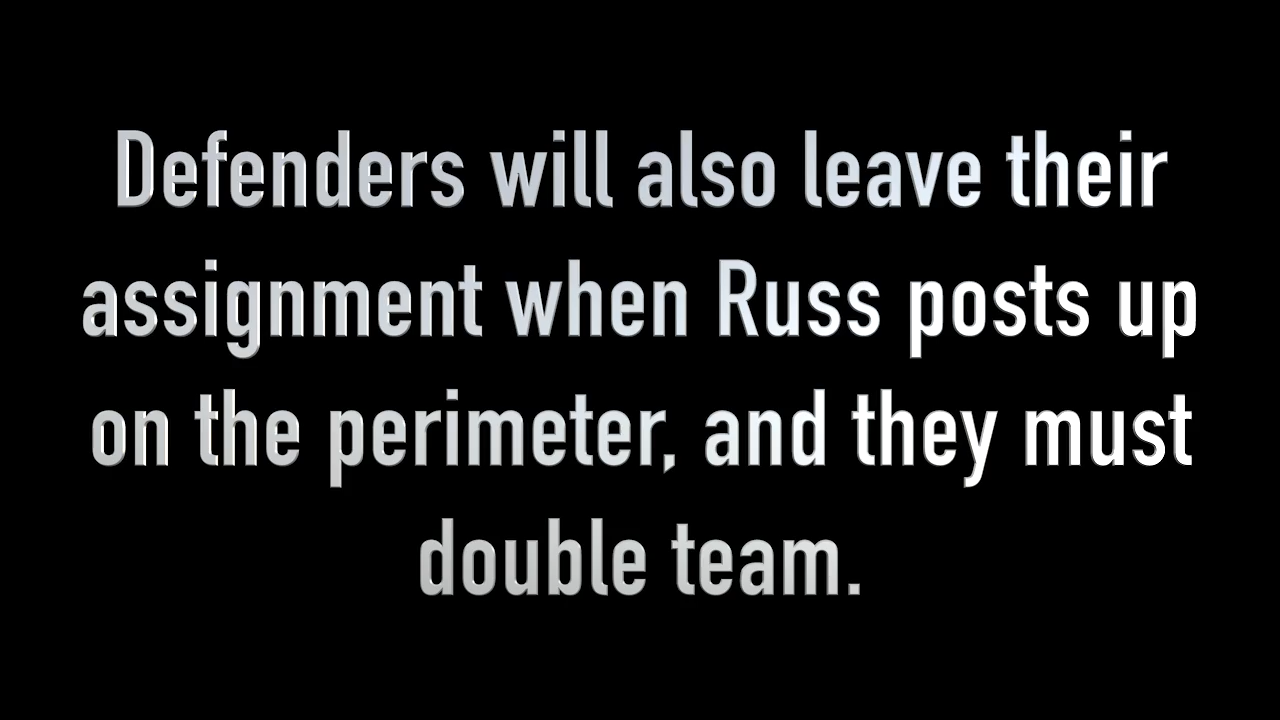 Defenders will also leave their
assignment when Russ posts up
on the perimeter, and they must
double team.